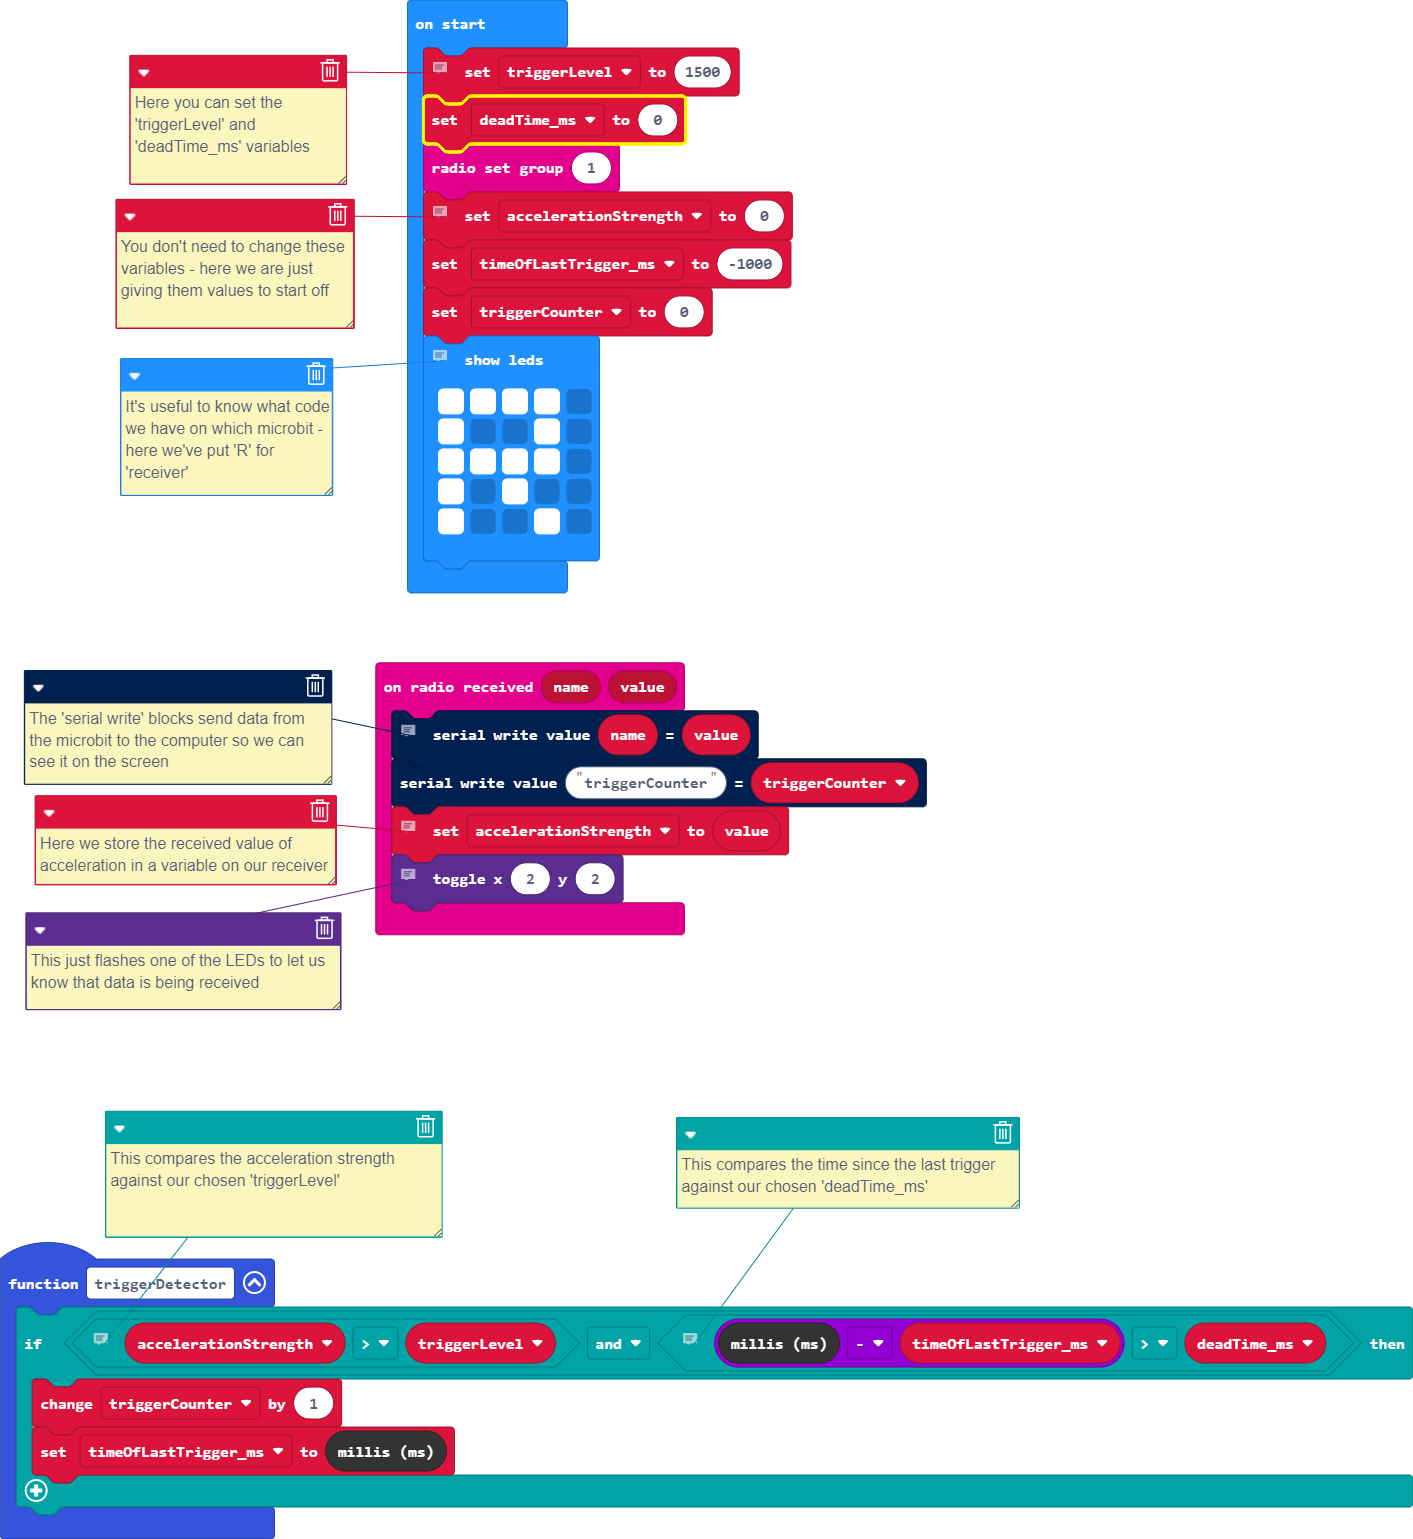 on start
set triggerLevel to 1500
Here you can set the
'triggerLevel' and
'deadTime_ms' variables
set deadTime_ms to 0
radio set group 1
set accelerationStrength to 0
You don't need to change these
variables - here we are just
giving them values to start off
set timeOfLastTrigger_ms to -1000
set triggerCounter to 0
show leds
It's useful to know what code
we have on which microbit -
here we've put 'R' for
'receiver'
on radio received name value
The 'serial write' blocks send data from
the microbit to the computer so we can
see it on the screen
serial write value name = value
serial write value "triggerCounter" = triggerCounter
Here we store the received value of
acceleration in a variable on our receiver
set accelerationStrength to value
toggle x 2 y 2
This just flashes one of the LEDs to let us
know that data is being received
This compares the acceleration strength
against our chosen 'triggerLevel'
This compares the time since the last trigger
against our chosen 'deadTime_ms'
function triggerDetector
if accelerationStrength > triggerLevel and millis (ms) - timeOfLastTrigger_ms > deadTime_ms then
change triggerCounter by 1
set timeOfLastTrigger_ms to millis (ms)